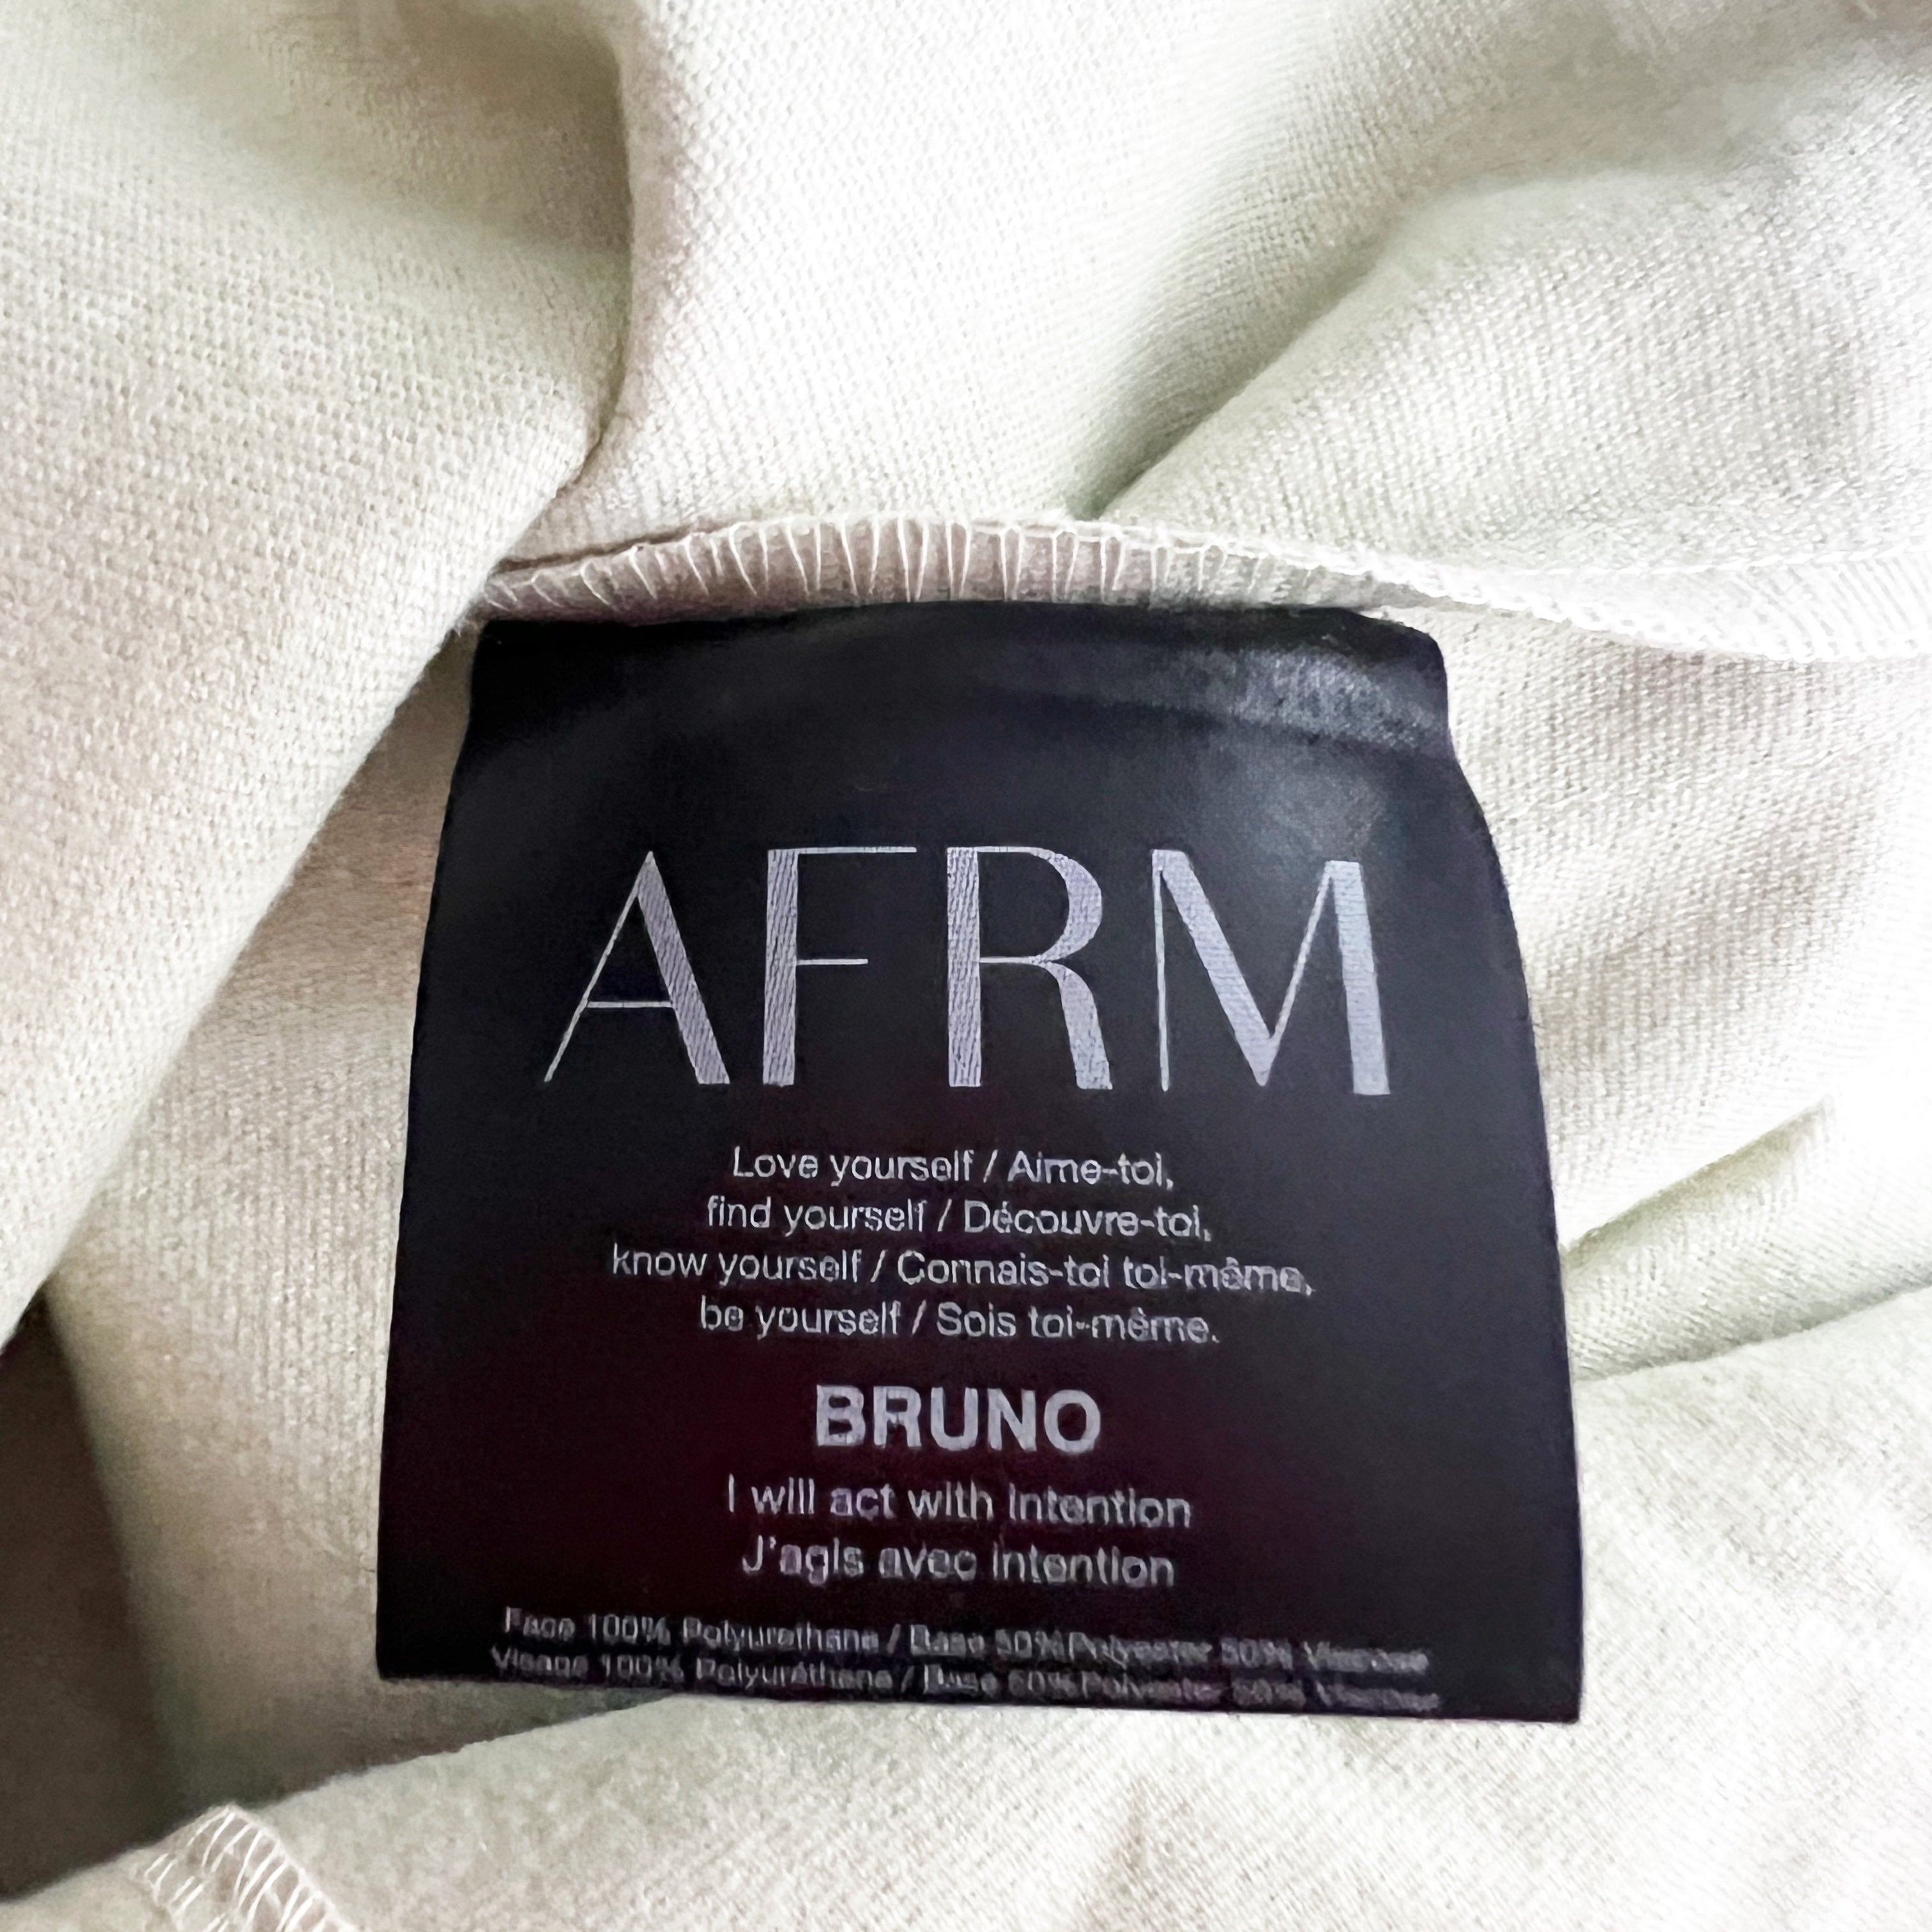 AFRM
Love yourself / Aime-toi,
find yourself / Découvre-toi,
know yourself / Connais-toi toi-même,
be yourself / Sois toi-même.
BRUNO
I will act with intention
J'agis avec intention
Face 100% Polyurethane / Base 50% Polyester 50% Viscose
Visage 100% Polyuréthane / Base Polyester Viscose